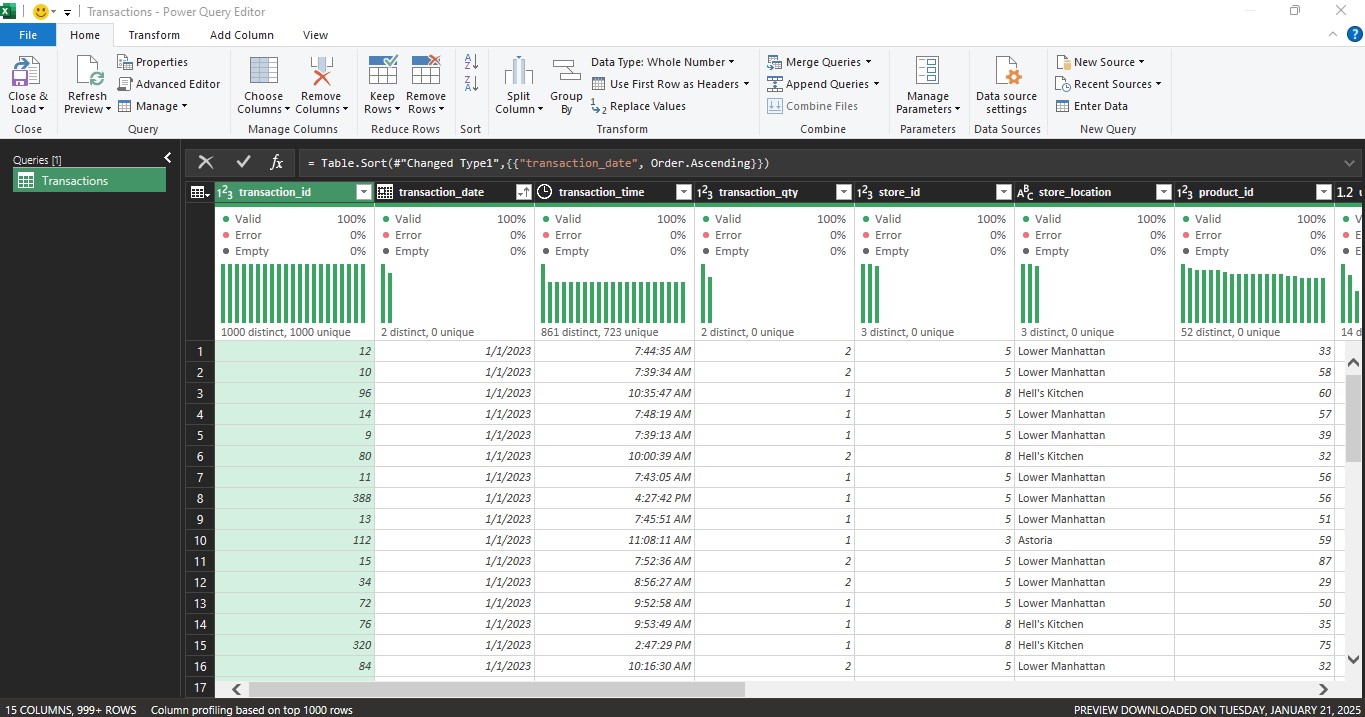 Transactions - Power Query Editor
File Home Transform Add Column View
Close & Load
Refresh Preview
Properties
Advanced Editor
Manage
Choose Columns
Remove Columns
Keep Rows
Remove Rows
Split Column
Group By
Data Type: Whole Number
Use First Row as Headers
Replace Values
Merge Queries
Append Queries
Combine Files
Manage Parameters
Data source settings
New Source
Recent Sources
Enter Data
Close Query Manage Columns Reduce Rows Sort Transform Combine Parameters Data Sources New Query
Queries [1]
Transactions
fx = Table.Sort(#"Changed Type1",{{"transaction_date", Order.Ascending}})
transaction_id transaction_date transaction_time transaction_qty store_id store_location product_id 1.2
Valid 100% Valid 100% Valid 100% Valid 100% Valid 100% Valid 100% Valid 100%
Error 0% Error 0% Error 0% Error 0% Error 0% Error 0% Error 0%
Empty 0% Empty 0% Empty 0% Empty 0% Empty 0% Empty 0% Empty 0%
1000 distinct, 1000 unique 2 distinct, 0 unique 861 distinct, 723 unique 2 distinct, 0 unique 3 distinct, 0 unique 3 distinct, 0 unique 52 distinct, 0 unique 14 d
1 12 1/1/2023 7:44:35 AM 2 5 Lower Manhattan 33
2 10 1/1/2023 7:39:34 AM 2 5 Lower Manhattan 58
3 96 1/1/2023 10:35:47 AM 1 8 Hell's Kitchen 60
4 14 1/1/2023 7:48:19 AM 1 5 Lower Manhattan 57
5 9 1/1/2023 7:39:13 AM 1 5 Lower Manhattan 39
6 80 1/1/2023 10:00:39 AM 2 8 Hell's Kitchen 32
7 11 1/1/2023 7:43:05 AM 1 5 Lower Manhattan 56
8 388 1/1/2023 4:27:42 PM 1 5 Lower Manhattan 56
9 13 1/1/2023 7:45:51 AM 1 5 Lower Manhattan 51
10 112 1/1/2023 11:08:11 AM 1 3 Astoria 59
11 15 1/1/2023 7:52:36 AM 2 5 Lower Manhattan 87
12 34 1/1/2023 8:56:27 AM 2 5 Lower Manhattan 29
13 72 1/1/2023 9:52:58 AM 1 5 Lower Manhattan 50
14 76 1/1/2023 9:53:49 AM 1 8 Hell's Kitchen 35
15 320 1/1/2023 2:47:29 PM 1 8 Hell's Kitchen 75
16 84 1/1/2023 10:16:30 AM 2 5 Lower Manhattan 32
17
15 COLUMNS, 999+ ROWS Column profiling based on top 1000 rows PREVIEW DOWNLOADED ON TUESDAY, JANUARY 21, 2025